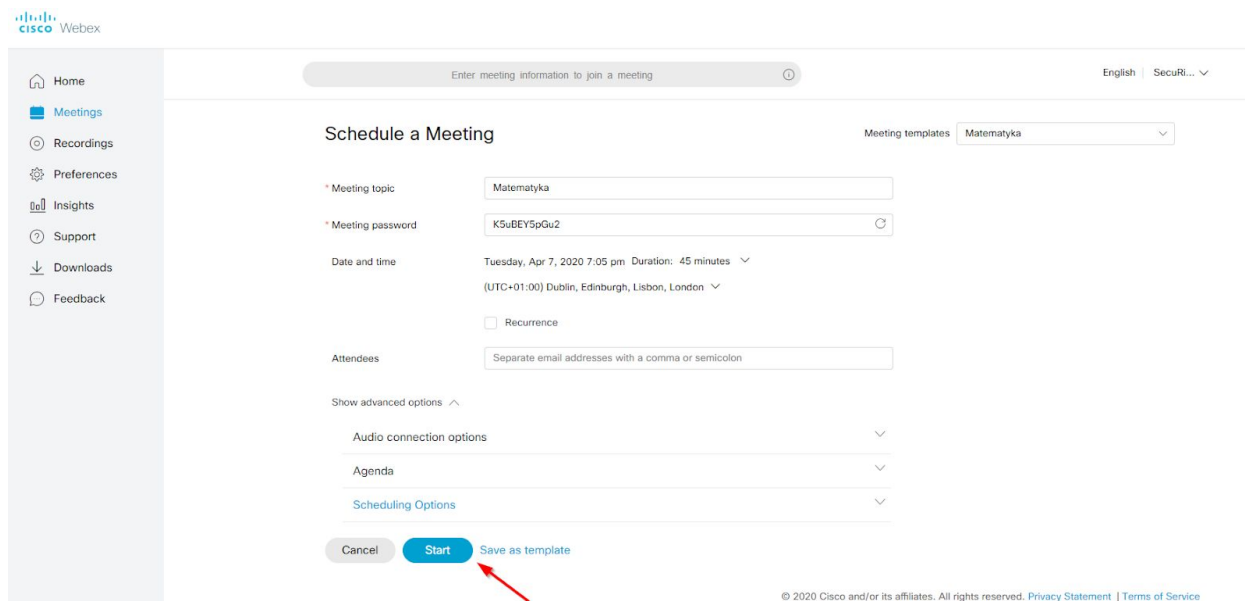 CISCO Webex
Home
Meetings
Recordings
Preferences
Insights
Support
Downloads
Feedback
Enter meeting information to join a meeting
English SecuRi...
Schedule a Meeting
Meeting templates Matematyka
* Meeting topic Matematyka
* Meeting password K5uBEY5pGu2
Date and time Tuesday, Apr 7, 2020 7:05 pm Duration: 45 minutes
(UTC+01:00) Dublin, Edinburgh, Lisbon, London
Recurrence
Attendees Separate email addresses with a comma or semicolon
Show advanced options
Audio connection options
Agenda
Scheduling Options
Cancel Start Save as template
© 2020 Cisco and/or its affiliates. All rights reserved. Privacy Statement | Terms of Service